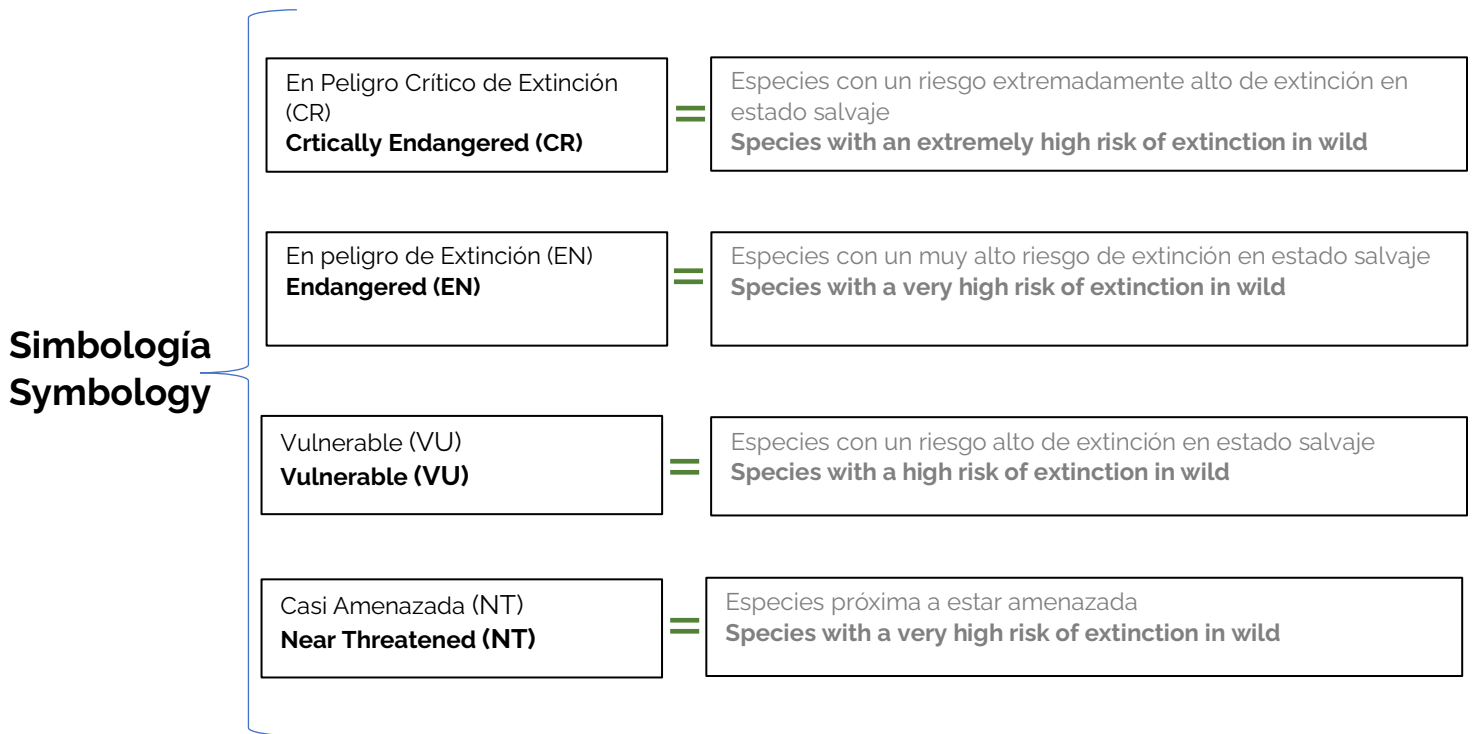 Simbología
Symbology
En Peligro Crítico de Extinción
(CR)
Crtically Endangered (CR)
=
Especies con un riesgo extremadamente alto de extinción en
estado salvaje
Species with an extremely high risk of extinction in wild
En peligro de Extinción (EN)
Endangered (EN)
=
Especies con un muy alto riesgo de extinción en estado salvaje
Species with a very high risk of extinction in wild
Vulnerable (VU)
Vulnerable (VU)
=
Especies con un riesgo alto de extinción en estado salvaje
Species with a high risk of extinction in wild
Casi Amenazada (NT)
Near Threatened (NT)
=
Especies próxima a estar amenazada
Species with a very high risk of extinction in wild